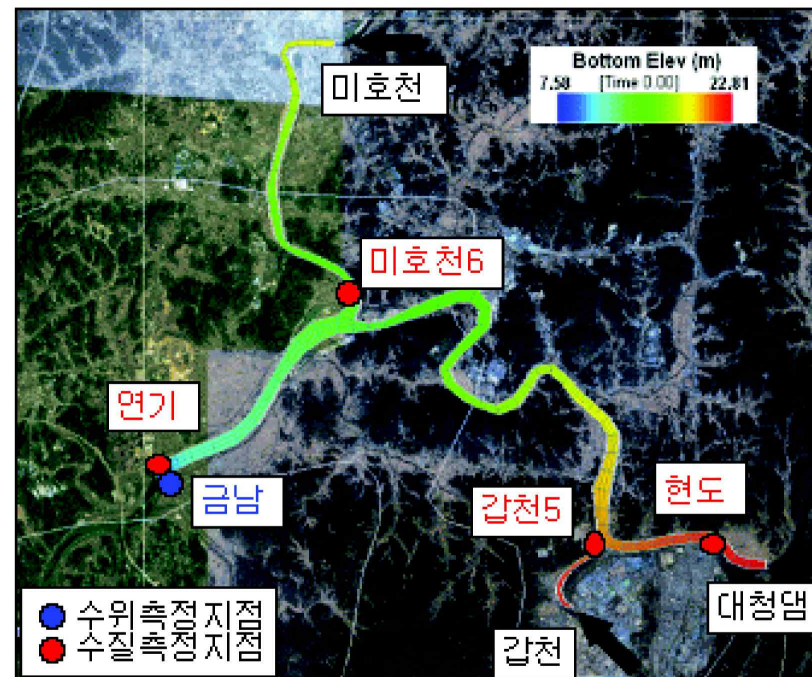 Bottom Elev (m)
7.58 [Time 0.00] 22.81
미호천
미호천6
연기
금남
갑천5
현도
대청댐
갑천
수위측정지점
수질측정지점